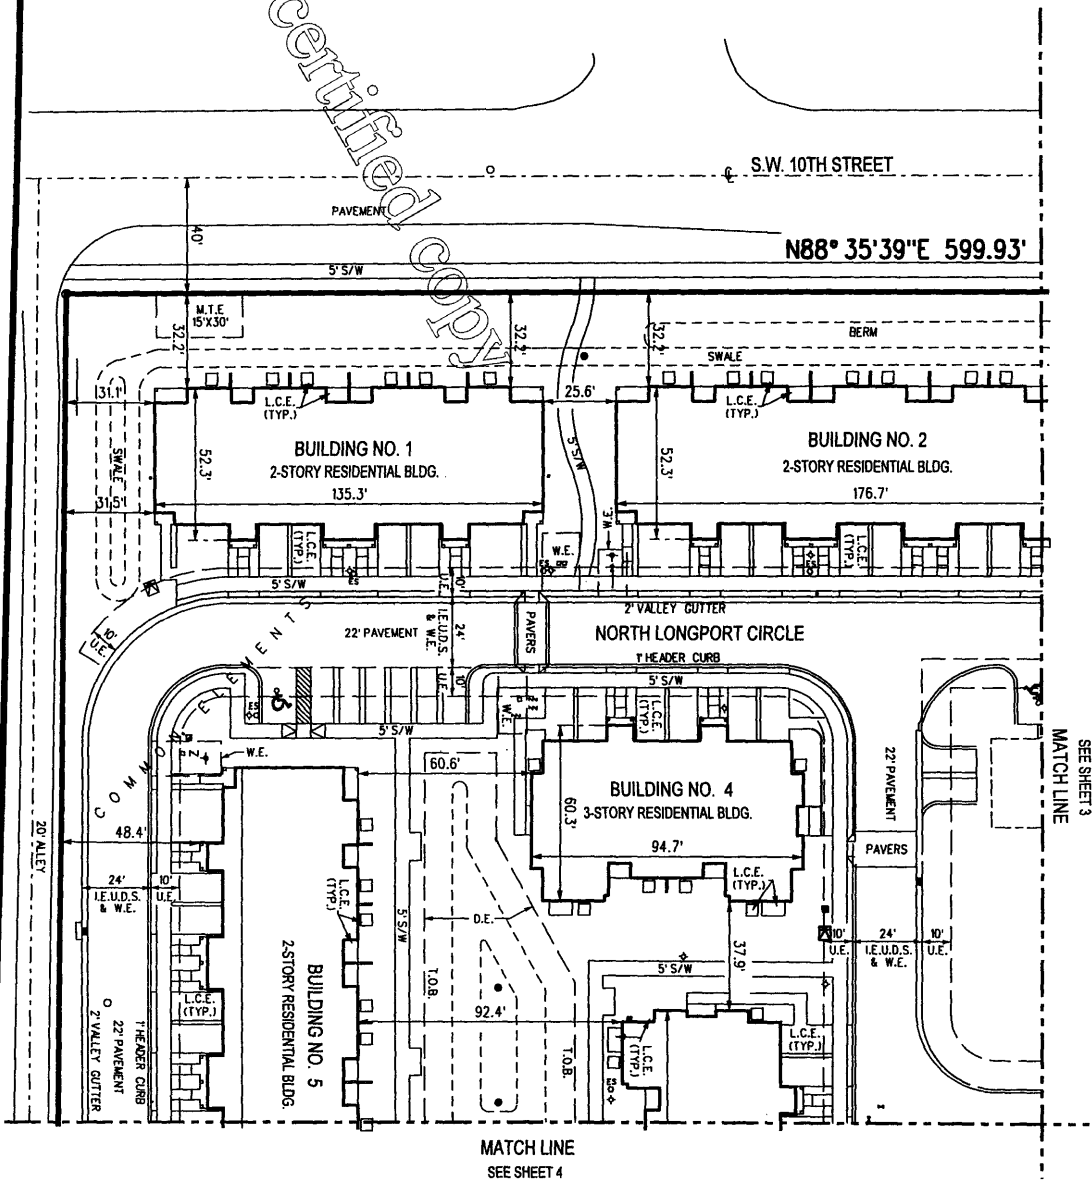 certified copy
S.W. 10TH STREET
PAVEMENT
40'
N88° 35'39"E 599.93'
5' S/W
M.T.E
15'X30'
32.2'
32.2'
32.2'
BERM
SWALE
31.1'
L.C.E.
(TYP.)
25.6'
L.C.E.
(TYP.)
BUILDING NO. 1
2-STORY RESIDENTIAL BLDG.
135.3'
52.3'
SWALE
31.5'
5' S/W
BUILDING NO. 2
2-STORY RESIDENTIAL BLDG.
176.7'
52.3'
L.C.E.
(TYP.)
W.E.
W.E.
L.C.E.
(TYP.)
ES
ES
ES
5' S/W
10'
U.E.
2' VALLEY GUTTER
22' PAVEMENT
24'
I.E.U.D.S.
& W.E.
PAVERS
NORTH LONGPORT CIRCLE
10'
U.E.
1' HEADER CURB
5' S/W
10'
U.E.
COMMON ELEMENTS
ES
W.E.
L.C.E.
(TYP.)
5' S/W
W.E.
60.6'
BUILDING NO. 4
3-STORY RESIDENTIAL BLDG.
60.3'
94.7'
22' PAVEMENT
PAVERS
MATCH LINE
SEE SHEET 3
20' ALLEY
48.4'
24'
I.E.U.D.S.
& W.E.
10'
U.E.
L.C.E.
(TYP.)
L.C.E.
(TYP.)
5' S/W
D.E.
10'
U.E.
24'
I.E.U.D.S.
& W.E.
10'
U.E.
37.9'
5' S/W
BUILDING NO. 5
2-STORY RESIDENTIAL BLDG.
T.O.B.
92.4'
L.C.E.
(TYP.)
2' VALLEY GUTTER
22' PAVEMENT
1' HEADER CURB
T.O.B.
L.C.E.
(TYP.)
L.C.E.
(TYP.)
ES
MATCH LINE
SEE SHEET 4